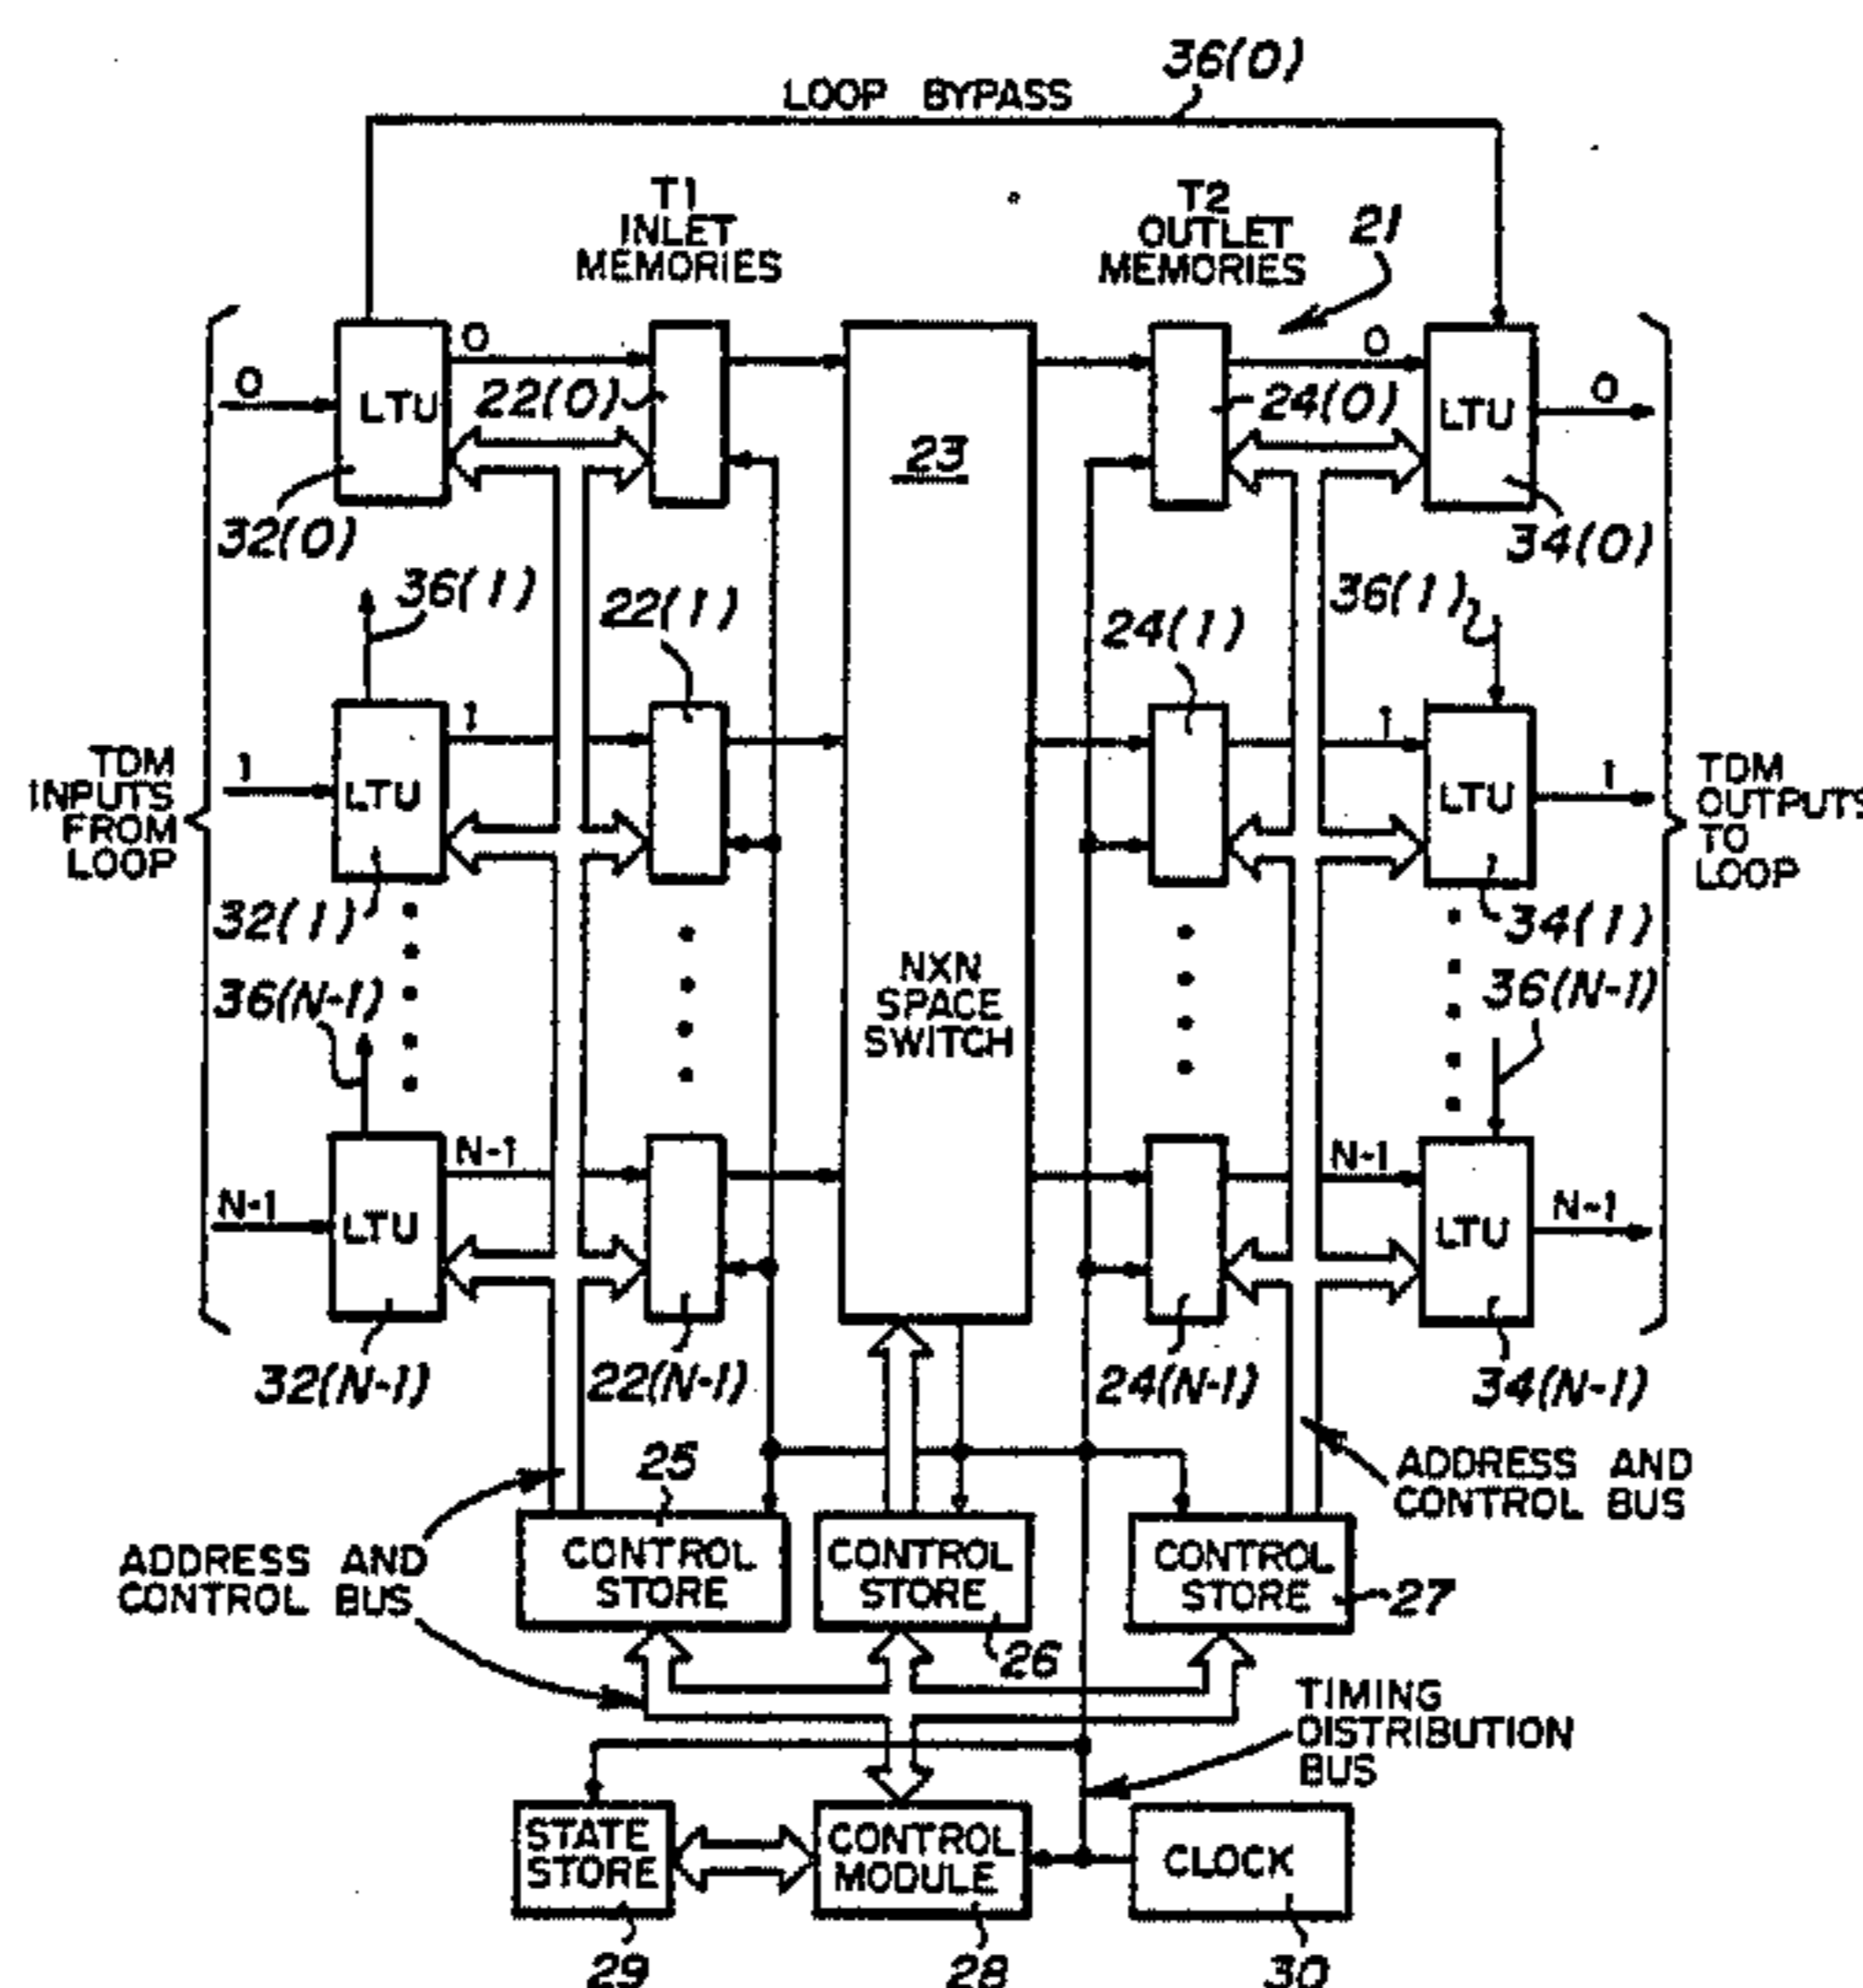 36(0)
LOOP BYPASS
T1
INLET
MEMORIES
T2
OUTLET
MEMORIES
21
0
LTU
0
22(0)
23
24(0)
0
LTU
0
32(0)
34(0)
36(1)
22(1)
24(1)
36(1)
TDM
INPUTS
FROM
LOOP
1
LTU
1
1
LTU
1
TDM
OUTPUTS
TO
LOOP
32(1)
34(1)
36(N-1)
NXN
SPACE
SWITCH
36(N-1)
N-1
LTU
N-1
N-1
LTU
N-1
32(N-1)
22(N-1)
24(N-1)
34(N-1)
25
ADDRESS AND
CONTROL BUS
ADDRESS AND
CONTROL BUS
CONTROL
STORE
CONTROL
STORE
26
CONTROL
STORE
27
TIMING
DISTRIBUTION
BUS
STATE
STORE
CONTROL
MODULE
CLOCK
29
28
30